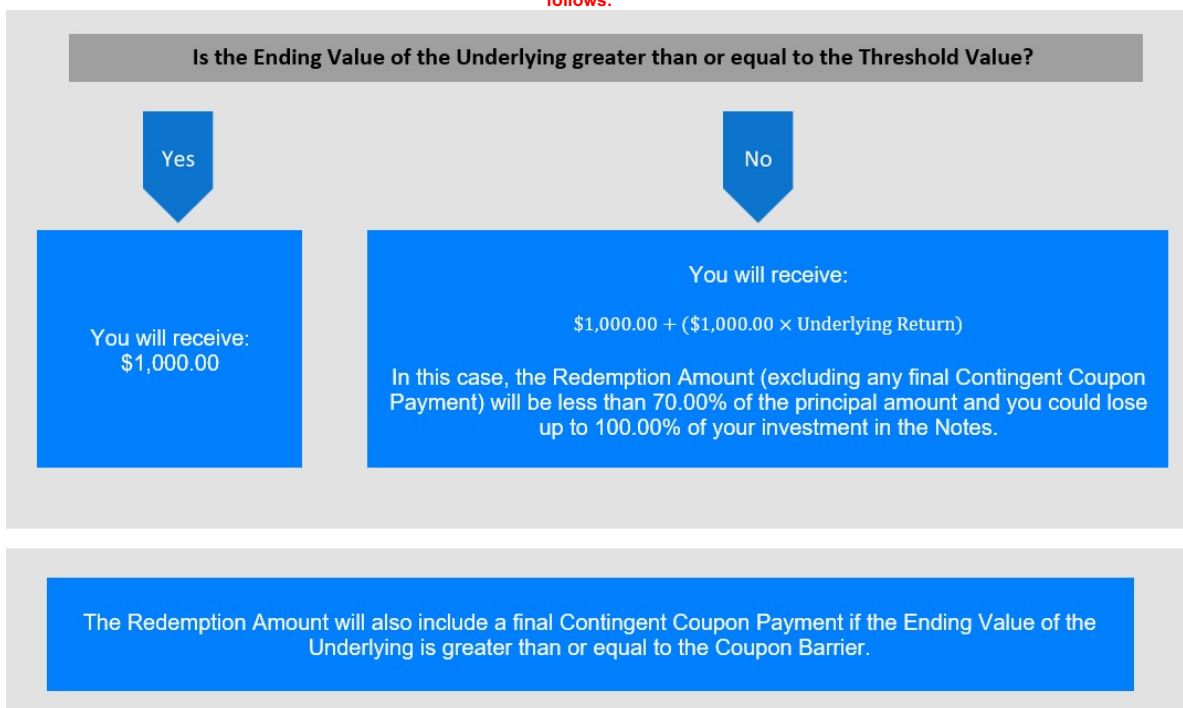 follows:
Is the Ending Value of the Underlying greater than or equal to the Threshold Value?
Yes
No
You will receive:
$1,000.00
You will receive:
$1,000.00 + ($1,000.00 × Underlying Return)
In this case, the Redemption Amount (excluding any final Contingent Coupon
Payment) will be less than 70.00% of the principal amount and you could lose
up to 100.00% of your investment in the Notes.
The Redemption Amount will also include a final Contingent Coupon Payment if the Ending Value of the
Underlying is greater than or equal to the Coupon Barrier.